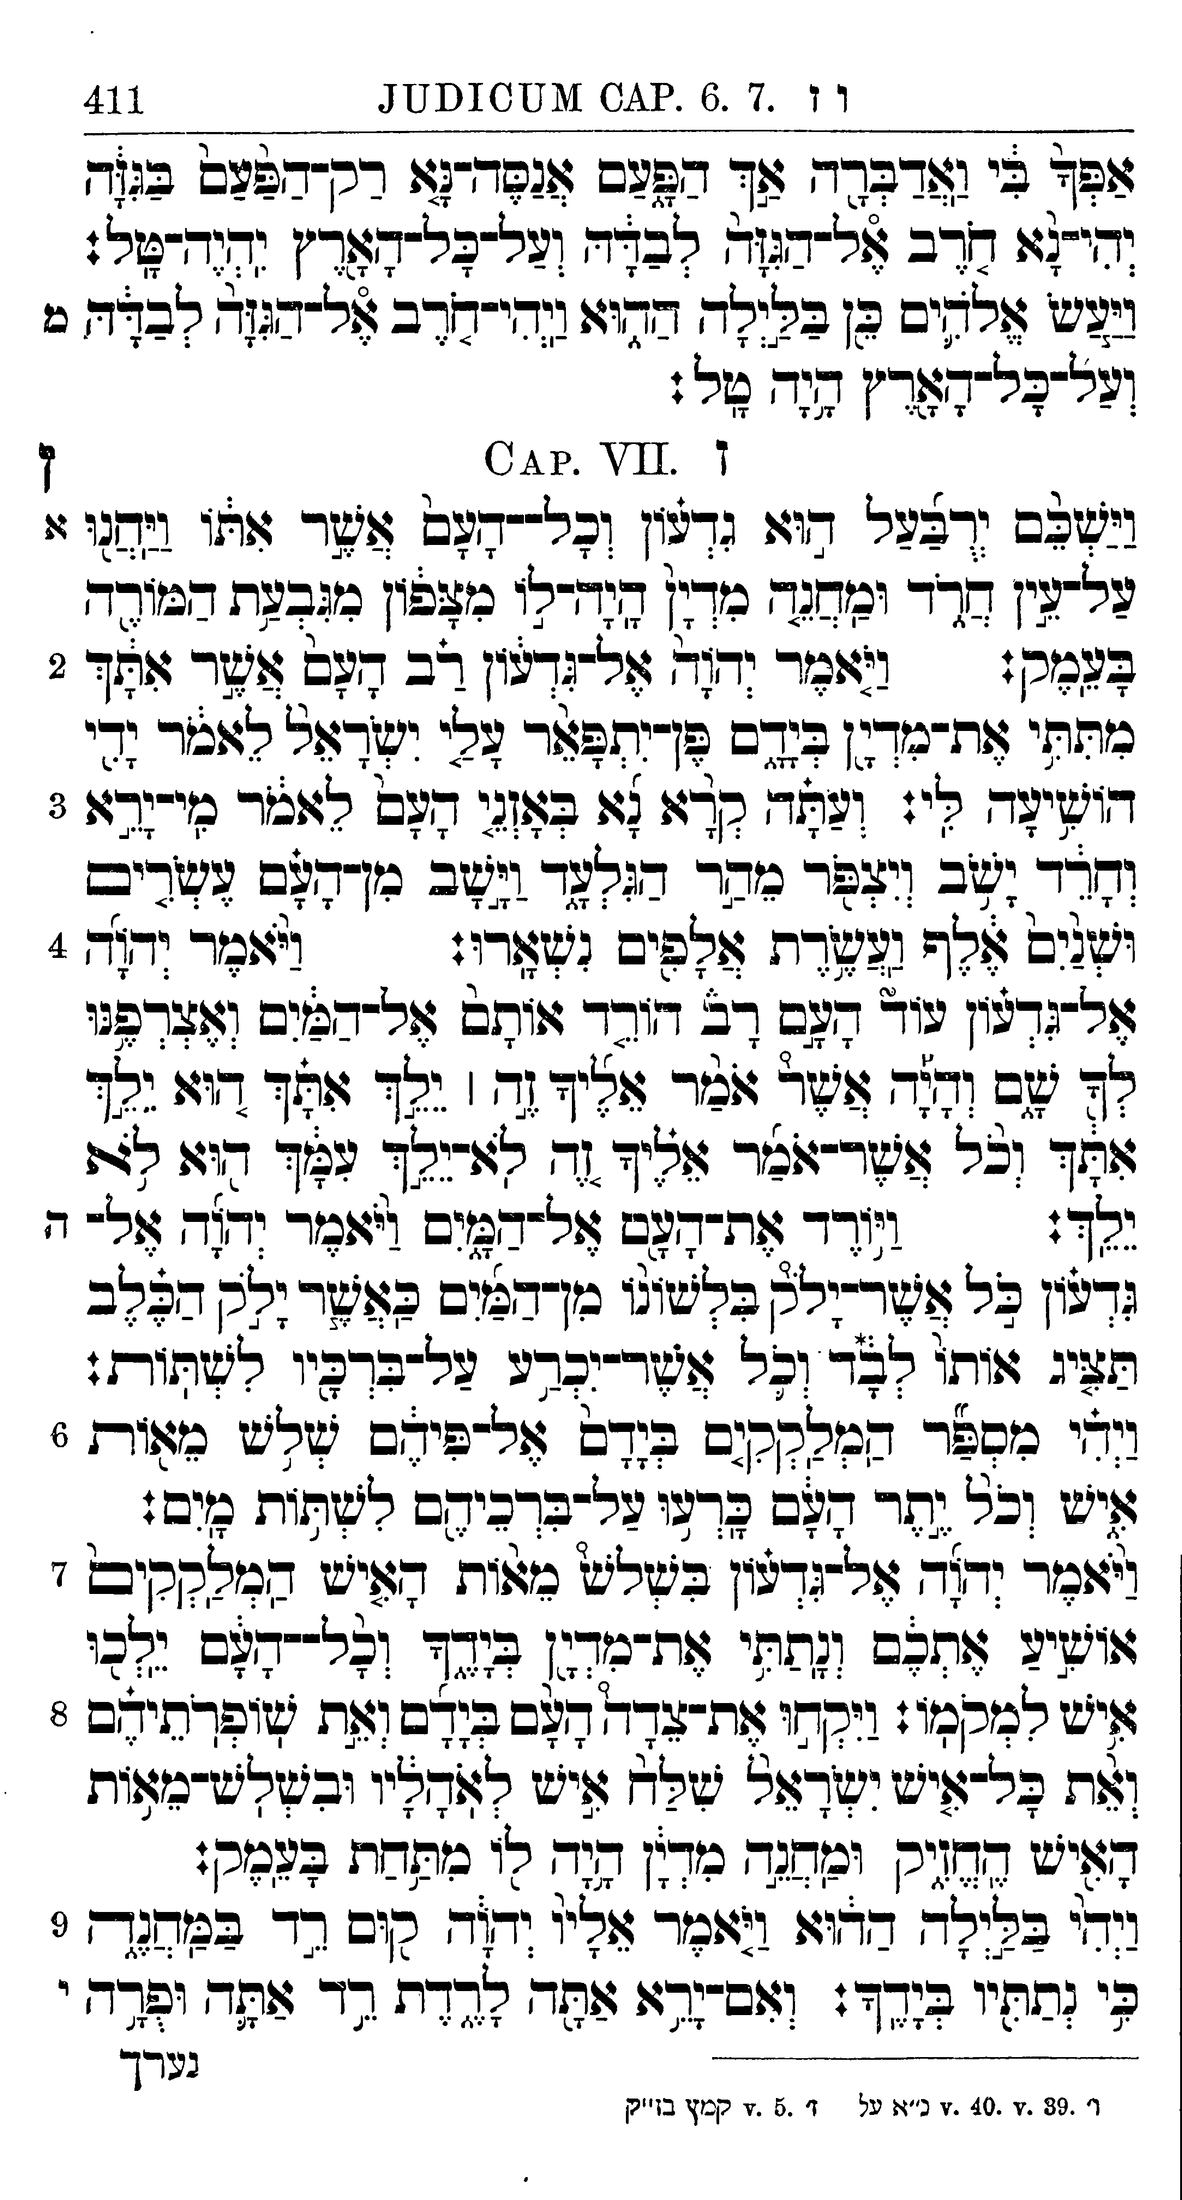 411 JUDICUM CAP. 6. 7. ו ז
אַפְּךָ֙ בִּ֔י וַאֲדַבְּרָ֖ה אַ֣ךְ הַפָּ֑עַם אֲנַסֶּה־נָּ֤א רַק־הַפַּ֙עַם֙ בַּגִּזָּ֔ה
יְהִי־נָ֨א חֹ֤רֶב אֶל־הַגִּזָּה֙ לְבַדָּ֔הּ וְעַל־כָּל־הָאָ֖רֶץ יִֽהְיֶה־טָּֽל׃
מ וַיַּ֧עַשׂ אֱלֹהִ֛ים כֵּ֖ן בַּלַּ֣יְלָה הַה֑וּא וַיְהִי־חֹ֤רֶב אֶל־הַגִּזָּה֙ לְבַדָּ֔הּ
וְעַל־כָּל־הָאָ֖רֶץ הָ֥יָה טָֽל׃
ז CAP. VII. ז
א וַיַּשְׁכֵּ֨ם יְרֻבַּ֜עַל ה֣וּא גִדְע֗וֹן וְכָל־הָעָם֙ אֲשֶׁ֣ר אִתּ֔וֹ וַֽיַּחֲנ֖וּ
עַל־עֵ֣ין חֲרֹ֑ד וּמַחֲנֵ֤ה מִדְיָן֙ הָֽיָה־ל֣וֹ מִצָּפ֔וֹן מִגִּבְעַ֥ת הַמּוֹרֶ֖ה
2 בָּעֵֽמֶק׃ וַיֹּ֤אמֶר יְהוָֹה֙ אֶל־גִּדְע֔וֹן רַ֗ב הָעָם֙ אֲשֶׁ֣ר אִתָּ֔ךְ
מִתִּתִּ֥י אֶת־מִדְיָ֖ן בְּיָדָ֑ם פֶּן־יִתְפָּאֵ֨ר עָלַ֤י יִשְׂרָאֵל֙ לֵאמֹ֔ר יָדִ֖י
3 הוֹשִׁ֥יעָה לִּֽי׃ וְעַתָּ֗ה קְרָ֨א נָ֜א בְּאָזְנֵ֤י הָעָם֙ לֵאמֹ֔ר מִֽי־יָרֵ֣א
וְחָרֵ֔ד יָשֹׁ֥ב וְיִצְפֹּ֖ר מֵהַ֣ר הַגִּלְעָ֑ד וַיָּ֣שָׁב מִן־הָעָ֗ם עֶשְׂרִ֤ים
4 וּשְׁנַ֙יִם֙ אֶ֔לֶף וַעֲשֶׂ֥רֶת אֲלָפִ֖ים נִשְׁאָֽרוּ׃ וַיֹּ֨אמֶר יְהוָֹ֜ה
אֶל־גִּדְע֗וֹן עוֹד֮ הָעָ֣ם רָב֒ הוֹרֵ֤ד אוֹתָם֙ אֶל־הַמַּ֔יִם וְאֶצְרְפֶ֥נּוּ
לְךָ֖ שָׁ֑ם וְהָיָ֡ה אֲשֶׁר֩ אֹמַ֨ר אֵלֶ֜יךָ זֶ֣ה ׀ יֵלֵ֣ךְ אִתָּ֗ךְ ה֚וּא יֵלֵ֣ךְ
אִתָּ֔ךְ וְכֹ֨ל אֲשֶׁר־אֹמַ֜ר אֵלֶ֗יךָ זֶ֚ה לֹֽא־יֵלֵ֣ךְ עִמָּ֔ךְ ה֖וּא לֹ֥א
ה יֵלֵֽךְ׃ וַיּ֥וֹרֶד אֶת־הָעָ֖ם אֶל־הַמָּ֑יִם וַיֹּ֨אמֶר יְהוָֹ֜ה אֶל־
גִּדְע֗וֹן כֹּ֣ל אֲשֶׁר־יָלֹק֩ בִּלְשׁוֹנ֨וֹ מִן־הַמַּ֜יִם כַּאֲשֶׁ֧ר יָלֹ֣ק הַכֶּ֗לֶב
תַּצִּ֤יג אוֹתוֹ֙ לְבָ֔ד* וְכֹ֛ל אֲשֶׁר־יִכְרַ֥ע עַל־בִּרְכָּ֖יו לִשְׁתּֽוֹת׃
6 וַיְהִ֗י מִסְפַּ֞ר הַֽמְלַקְקִ֤ים בְּיָדָם֙ אֶל־פִּיהֶ֔ם שְׁלֹ֥שׁ מֵא֖וֹת
אִ֑ישׁ וְכֹל֙ יֶ֣תֶר הָעָ֔ם כָּרְע֥וּ עַל־בִּרְכֵיהֶ֖ם לִשְׁתּ֥וֹת מָֽיִם׃
7 וַיֹּ֨אמֶר יְהוָֹ֜ה אֶל־גִּדְע֗וֹן בִּשְׁלֹשׁ֩ מֵא֨וֹת הָאִ֤ישׁ הַֽמְלַקְקִים֙
אוֹשִׁ֣יעַ אֶתְכֶ֔ם וְנָתַתִּ֥י אֶת־מִדְיָ֖ן בְּיָדֶ֑ךָ וְכָל־הָעָ֔ם יֵלְכ֖וּ
8 אִ֥ישׁ לִמְקֹמֽוֹ׃ וַיִּקְח֣וּ אֶת־צֵדָה֩ הָעָ֨ם בְּיָדָ֜ם וְאֵ֣ת שֽׁוֹפְרֹתֵיהֶ֗ם
וְאֵ֨ת כָּל־אִ֤ישׁ יִשְׂרָאֵל֙ שִׁלַּח֙ אִ֣ישׁ לְאֹֽהָלָ֔יו וּבִשְׁלֹשׁ־מֵא֥וֹת
הָאִ֖ישׁ הֶֽחֱזִ֑יק וּמַחֲנֵ֣ה מִדְיָ֔ן הָ֥יָה ל֖וֹ מִתַּ֥חַת בָּעֵֽמֶק׃
9 וַיְהִי֙ בַּלַּ֣יְלָה הַה֔וּא וַיֹּ֤אמֶר אֵלָיו֙ יְהוָֹ֔ה ק֖וּם רֵ֣ד בַּֽמַּחֲנֶ֑ה
י כִּ֥י נְתַתִּ֖יו בְּיָדֶֽךָ׃ וְאִם־יָרֵ֥א אַתָּ֖ה לָרֶ֑דֶת רֵ֥ד אַתָּ֛ה וּפֻרָ֥ה
נערך
v. 39. v. 40. נ״א על v. 5. קמץ בז״ק